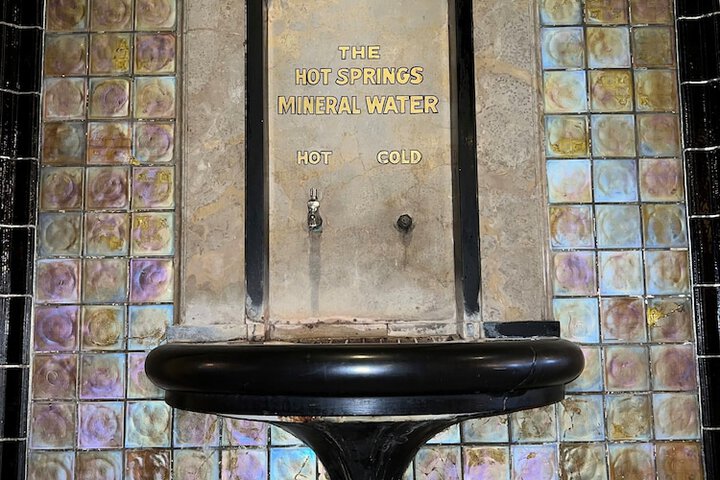 THE
HOT SPRINGS
MINERAL WATER
HOT COLD